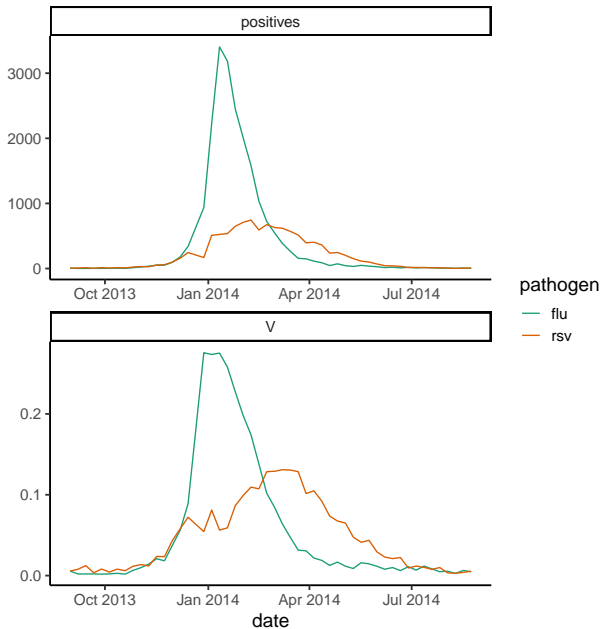 positives
3000
2000
1000
0
Oct 2013 Jan 2014 Apr 2014 Jul 2014
V
0.2
0.1
0.0
Oct 2013 Jan 2014 Apr 2014 Jul 2014
date
pathogen
flu
rsv